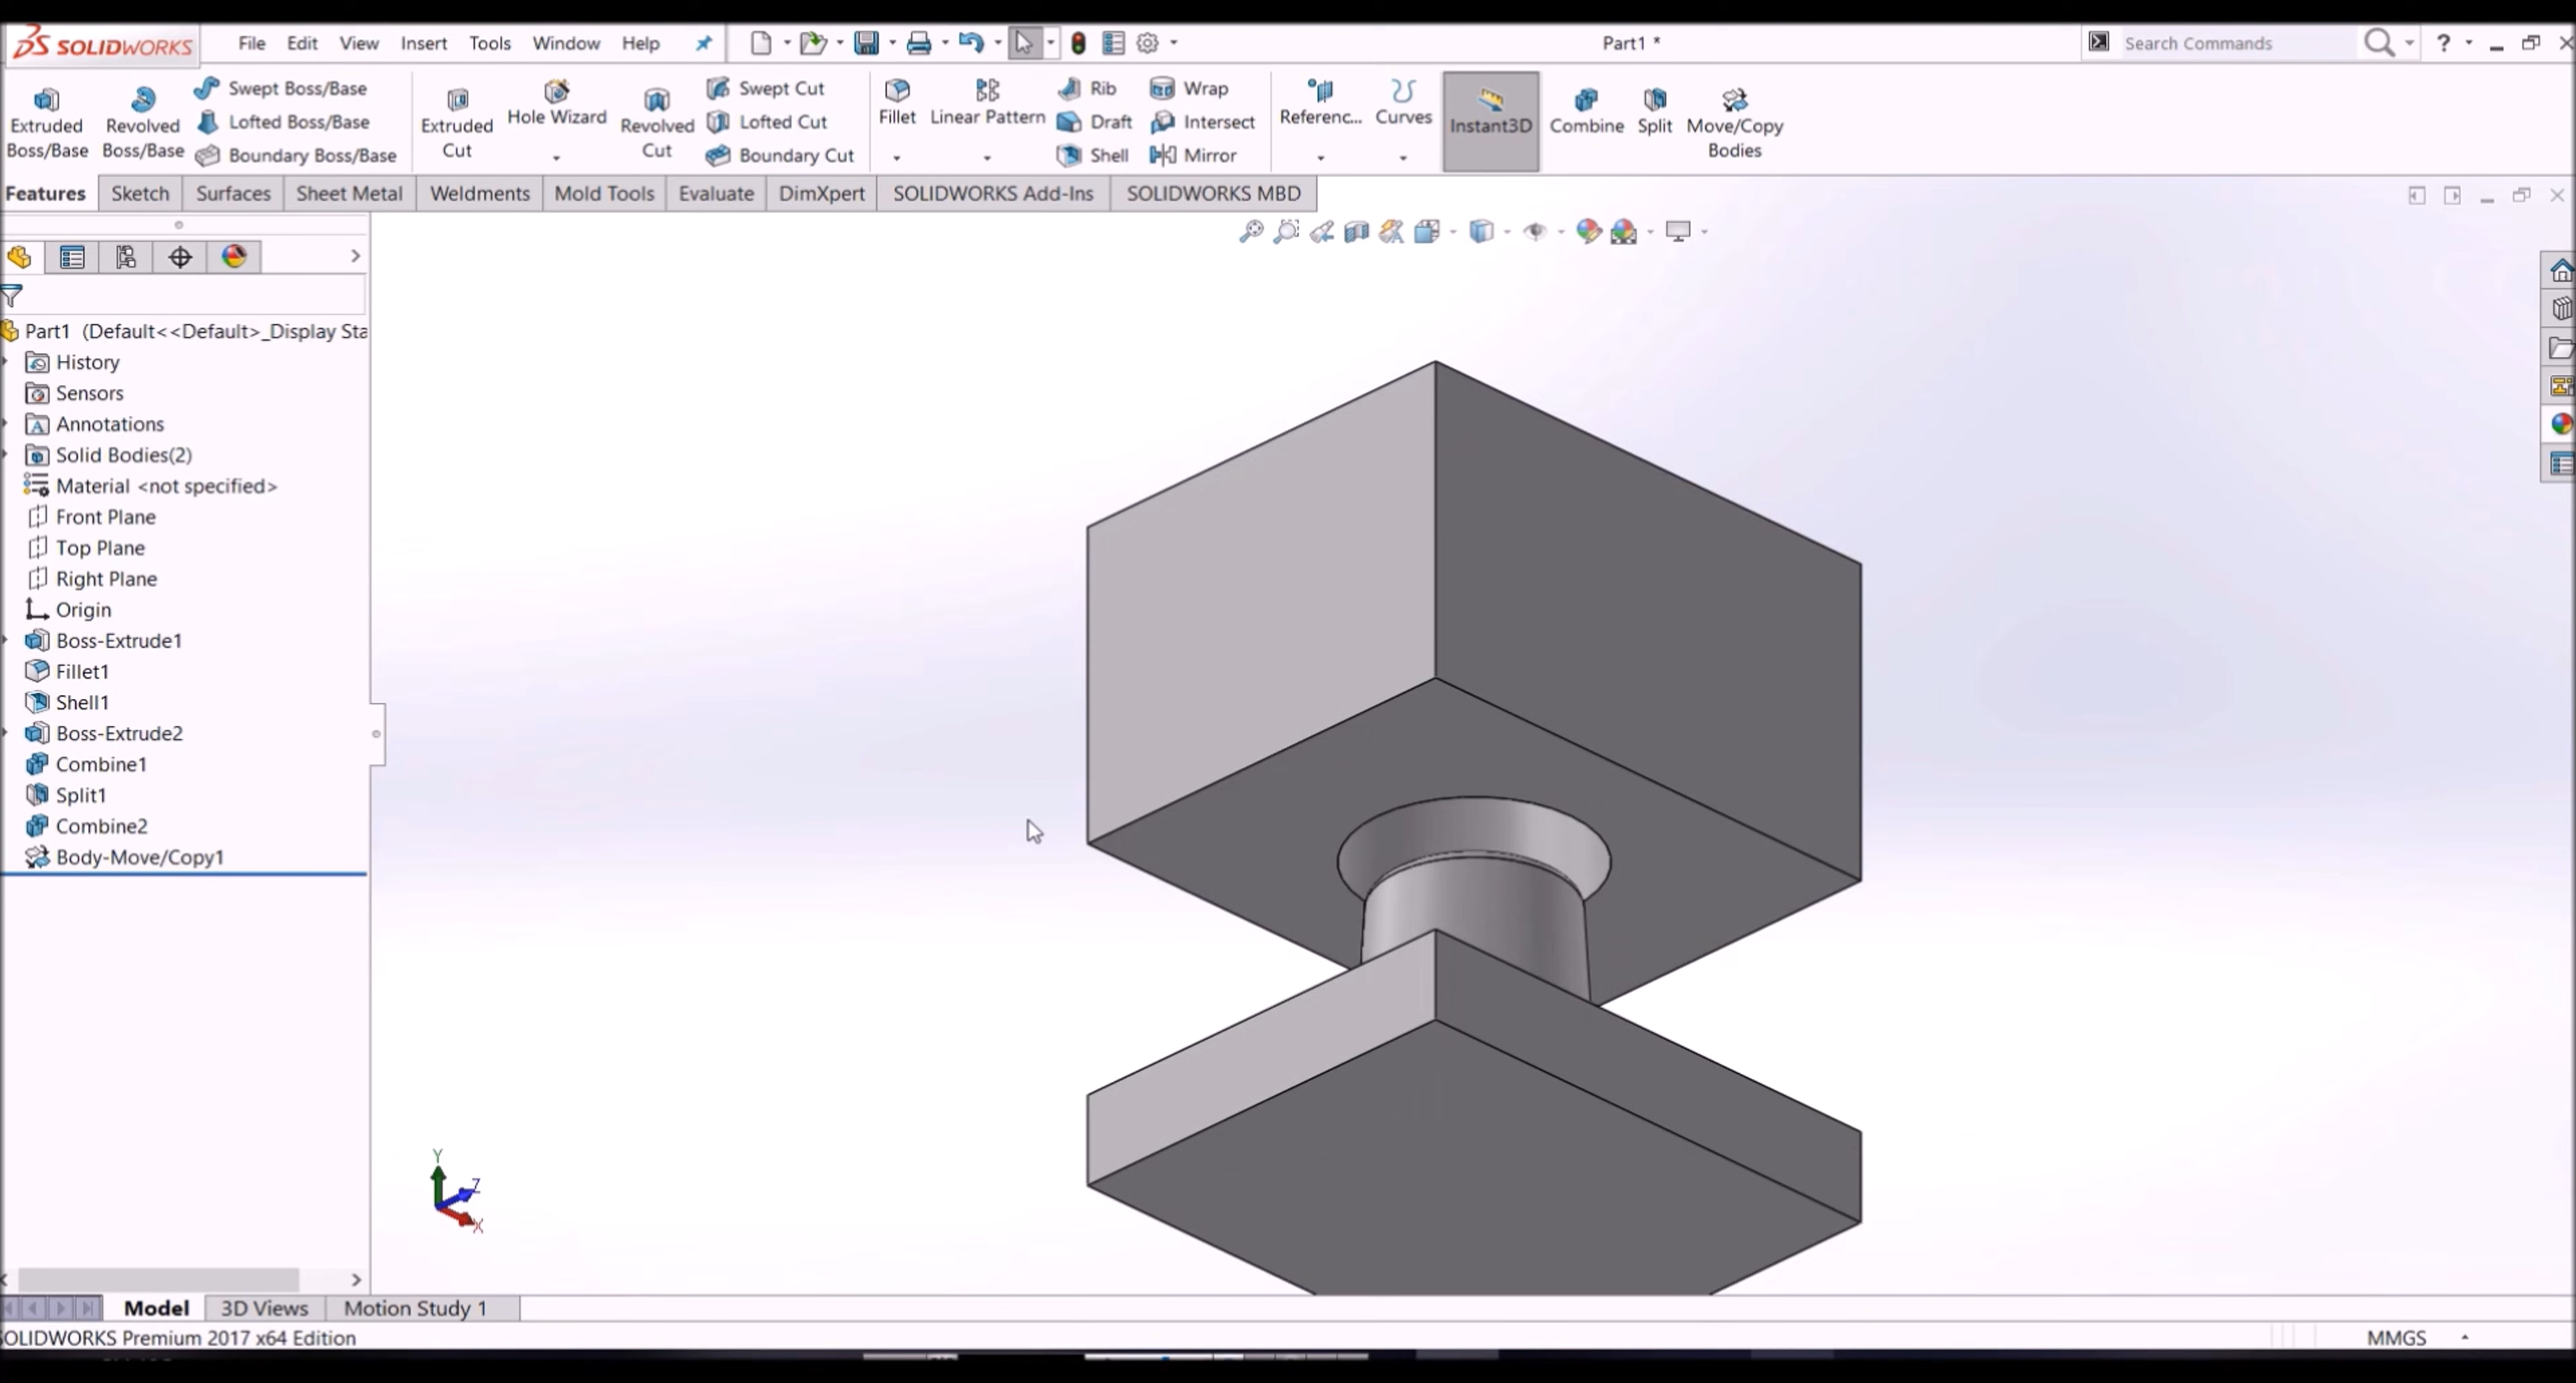 SOLIDWORKS File Edit View Insert Tools Window Help Part1 * Search Commands ?
Extruded Boss/Base
Revolved Boss/Base
Swept Boss/Base
Lofted Boss/Base
Boundary Boss/Base
Extruded Cut
Hole Wizard
Revolved Cut
Swept Cut
Lofted Cut
Boundary Cut
Fillet
Linear Pattern
Rib
Draft
Shell
Wrap
Intersect
Mirror
Referenc...
Curves
Instant3D
Combine
Split
Move/Copy Bodies
Features Sketch Surfaces Sheet Metal Weldments Mold Tools Evaluate DimXpert SOLIDWORKS Add-Ins SOLIDWORKS MBD
Part1 (Default<<Default>_Display Sta
History
Sensors
Annotations
Solid Bodies(2)
Material <not specified>
Front Plane
Top Plane
Right Plane
Origin
Boss-Extrude1
Fillet1
Shell1
Boss-Extrude2
Combine1
Split1
Combine2
Body-Move/Copy1
Y
Z
X
Model 3D Views Motion Study 1
SOLIDWORKS Premium 2017 x64 Edition MMGS